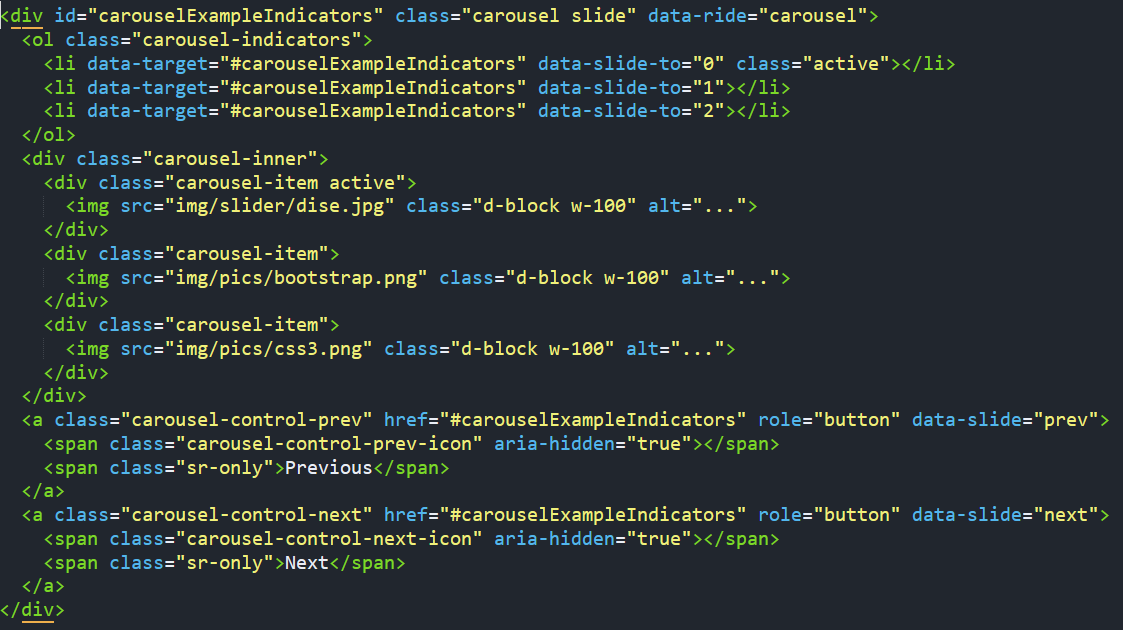 <div id="carouselExampleIndicators" class="carousel slide" data-ride="carousel">
  <ol class="carousel-indicators">
    <li data-target="#carouselExampleIndicators" data-slide-to="0" class="active"></li>
    <li data-target="#carouselExampleIndicators" data-slide-to="1"></li>
    <li data-target="#carouselExampleIndicators" data-slide-to="2"></li>
  </ol>
  <div class="carousel-inner">
    <div class="carousel-item active">
      <img src="img/slider/dise.jpg" class="d-block w-100" alt="...">
    </div>
    <div class="carousel-item">
      <img src="img/pics/bootstrap.png" class="d-block w-100" alt="...">
    </div>
    <div class="carousel-item">
      <img src="img/pics/css3.png" class="d-block w-100" alt="...">
    </div>
  </div>
  <a class="carousel-control-prev" href="#carouselExampleIndicators" role="button" data-slide="prev">
    <span class="carousel-control-prev-icon" aria-hidden="true"></span>
    <span class="sr-only">Previous</span>
  </a>
  <a class="carousel-control-next" href="#carouselExampleIndicators" role="button" data-slide="next">
    <span class="carousel-control-next-icon" aria-hidden="true"></span>
    <span class="sr-only">Next</span>
  </a>
</div>